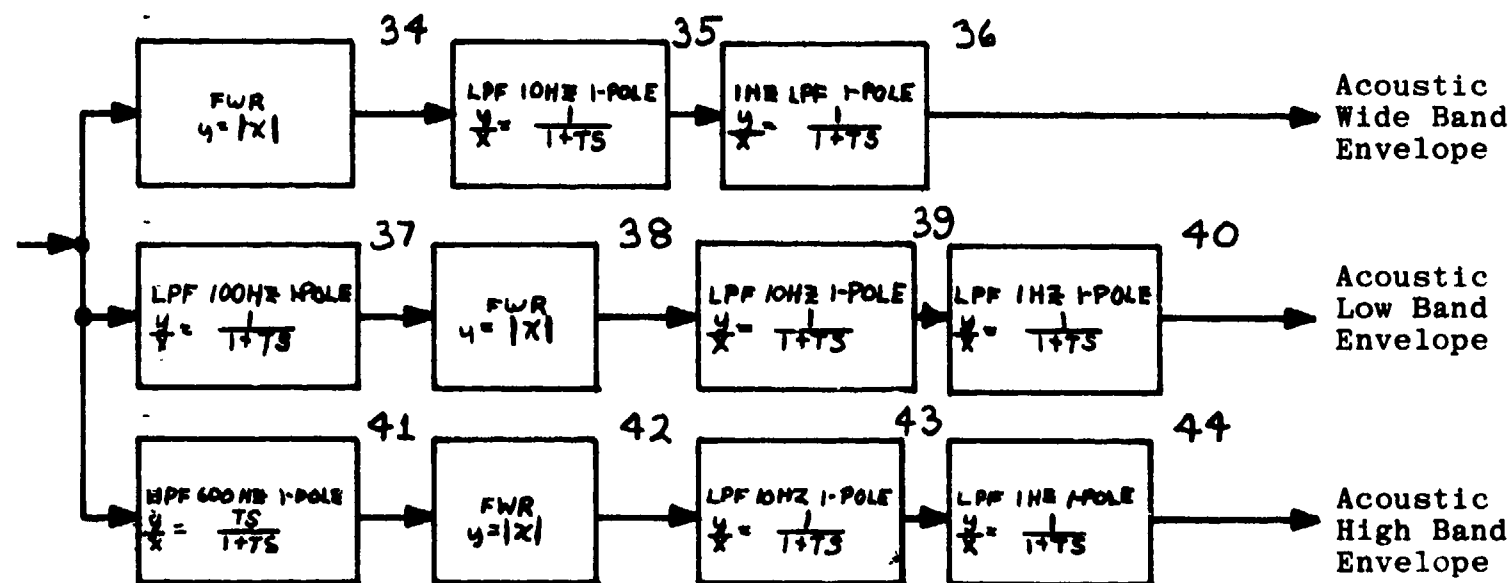 34
FWR
y = |X|
35
LPF 10HZ 1-POLE
y/x = 1/1+TS
36
1HZ LPF 1-POLE
y/x = 1/1+TS
Acoustic
Wide Band
Envelope
37
LPF 100HZ 1-POLE
y/x = 1/1+TS
38
FWR
y = |X|
39
LPF 10HZ 1-POLE
y/x = 1/1+TS
40
LPF 1HZ 1-POLE
y/x = 1/1+TS
Acoustic
Low Band
Envelope
41
HPF 600HZ 1-POLE
y/x = TS/1+TS
42
FWR
y=|X|
43
LPF 10HZ 1-POLE
y/x = 1/1+TS
44
LPF 1HZ 1-POLE
y/x = 1/1+TS
Acoustic
High Band
Envelope